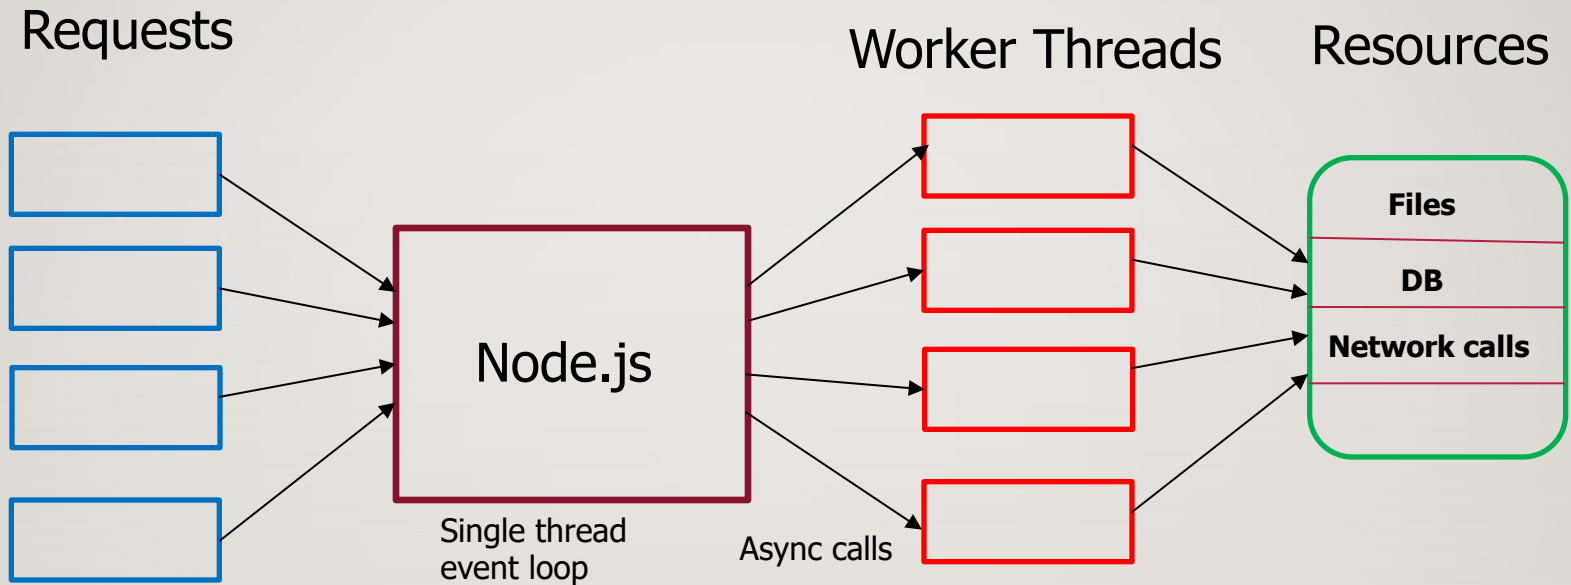 Requests
Worker Threads
Resources
Files
DB
Network calls
Node.js
Single thread
event loop
Async calls